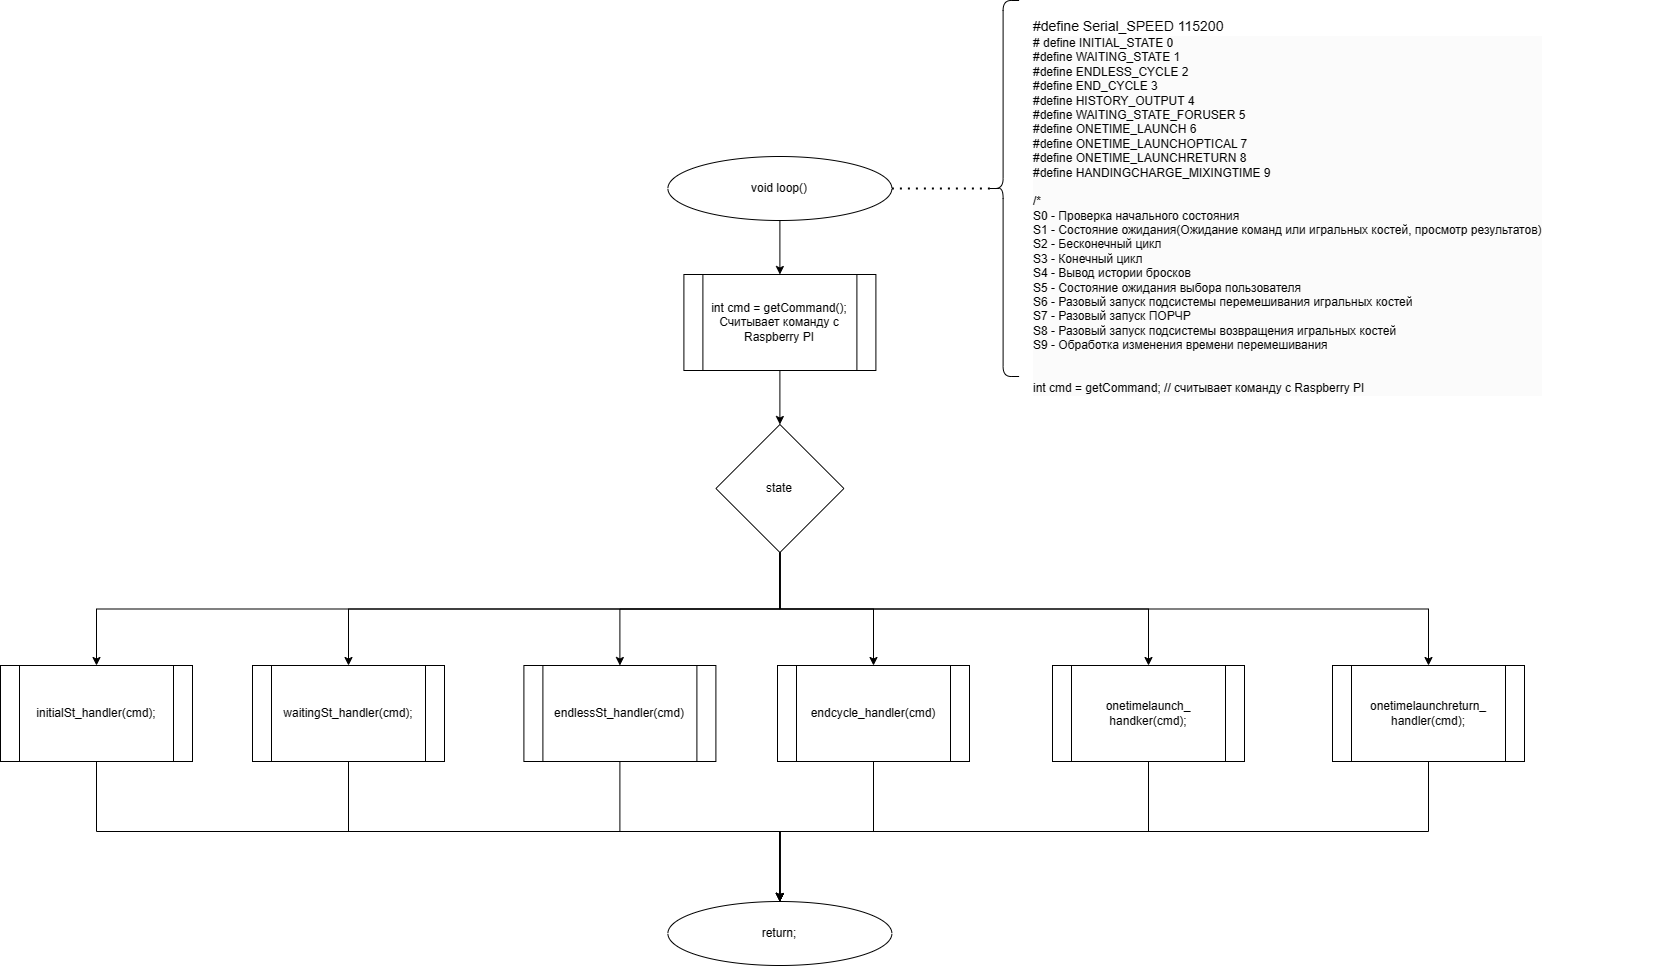 #define Serial_SPEED 115200
# define INITIAL_STATE 0
#define WAITING_STATE 1
#define ENDLESS_CYCLE 2
#define END_CYCLE 3
#define HISTORY_OUTPUT 4
#define WAITING_STATE_FORUSER 5
#define ONETIME_LAUNCH 6
#define ONETIME_LAUNCHOPTICAL 7
#define ONETIME_LAUNCHRETURN 8
#define HANDINGCHARGE_MIXINGTIME 9
/*
S0 - Проверка начального состояния
S1 - Состояние ожидания(Ожидание команд или игральных костей, просмотр результатов)
S2 - Бесконечный цикл
S3 - Конечный цикл
S4 - Вывод истории бросков
S5 - Состояние ожидания выбора пользователя
S6 - Разовый запуск подсистемы перемешивания игральных костей
S7 - Разовый запуск ПОРЧР
S8 - Разовый запуск подсистемы возвращения игральных костей
S9 - Обработка изменения времени перемешивания
int cmd = getCommand; // считывает команду с Raspberry PI
void loop()
int cmd = getCommand();
Считывает команду с
Raspberry PI
state
initialSt_handler(cmd);
waitingSt_handler(cmd);
endlessSt_handler(cmd)
endcycle_handler(cmd)
onetimelaunch_
handker(cmd);
onetimelaunchreturn_
handler(cmd);
return;